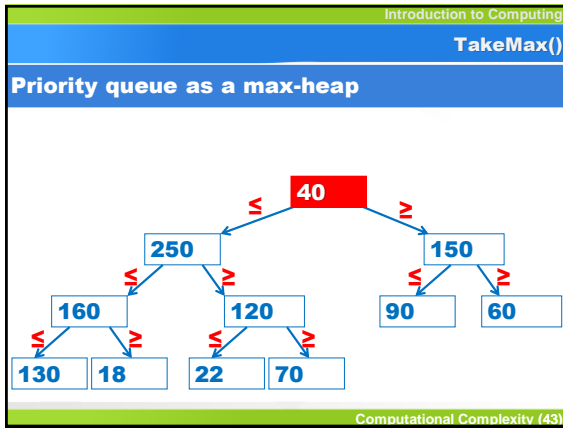 Introduction to Computing
TakeMax()
Priority queue as a max-heap
40
≤ ≥
250 150
≤ ≥ ≤ ≥
160 120 90 60
≤ ≥ ≤ ≥
130 18 22 70
Computational Complexity (43)